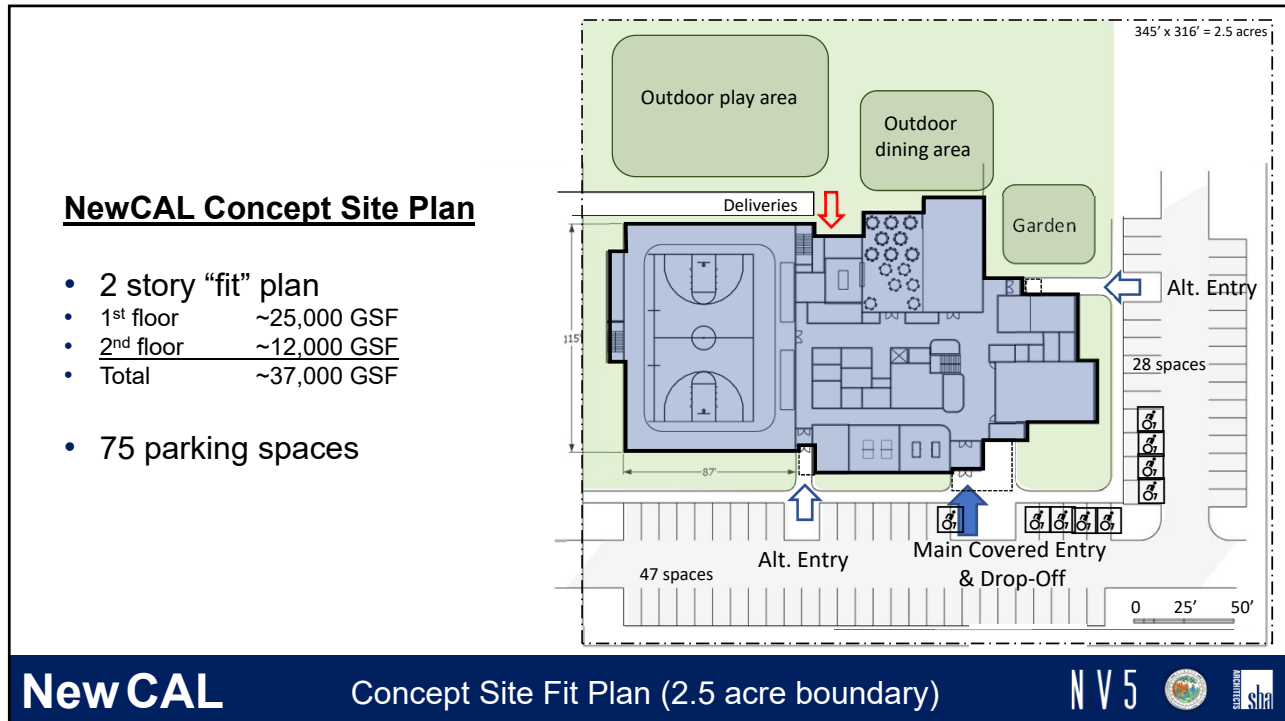 345’ x 316’ = 2.5 acres
Outdoor play area
Outdoor
dining area
NewCAL Concept Site Plan
Deliveries
Garden
• 2 story “fit” plan
• 1st floor ~25,000 GSF
• 2nd floor ~12,000 GSF
• Total ~37,000 GSF
• 75 parking spaces
Alt. Entry
115'
28 spaces
87'
Alt. Entry
Main Covered Entry
& Drop-Off
47 spaces
0 25’ 50’
NewCAL
Concept Site Fit Plan (2.5 acre boundary)
NV5
ARCHITECTS
sha